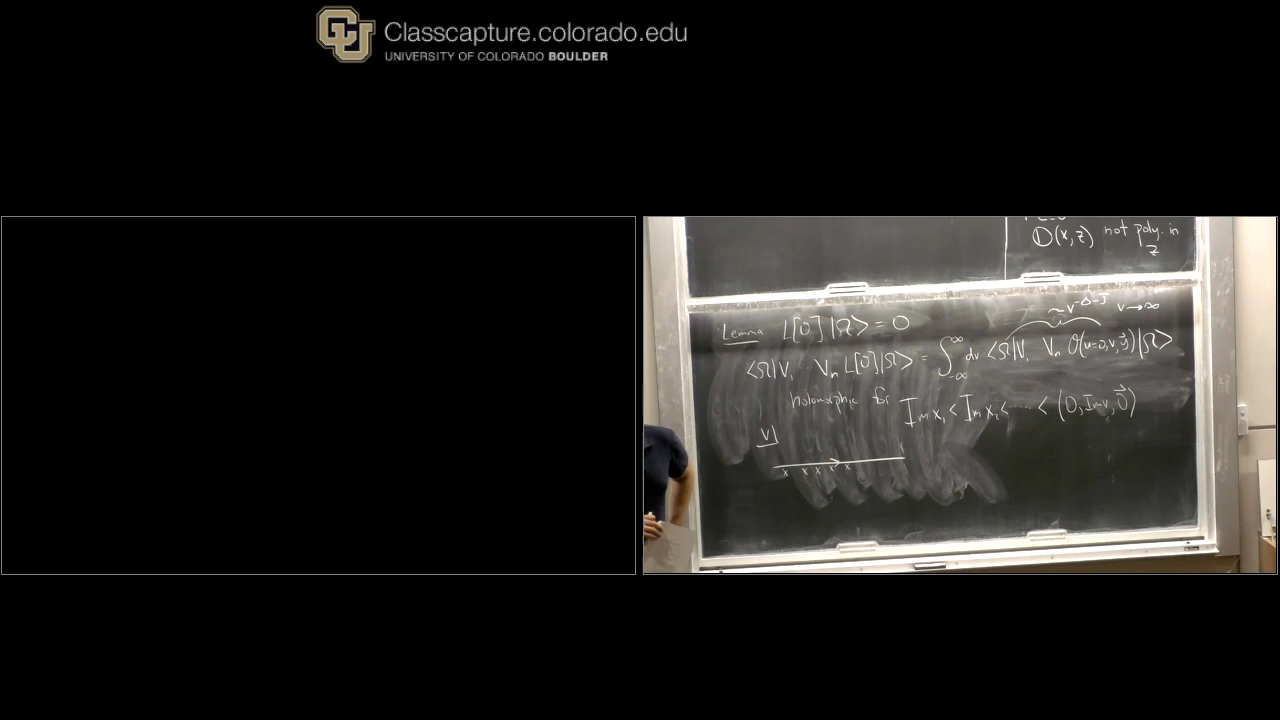 Classcapture.colorado.edu
UNIVERSITY OF COLORADO BOULDER
𝔻(x,z) not poly. in
z
Lemma L[O]|Ω> = 0
~ v^{-Δ-J} v→∞
<Ω|V₁ ··· Vₙ L[O]|Ω> = ∫_{-∞}^{∞} dv <Ω|V₁ ··· Vₙ O(u=0,v,y⃗)|Ω>
holomorphic for Im x₁ < Im x₂ < ······ < (0, Im v, 0⃗)
v
x x x x x